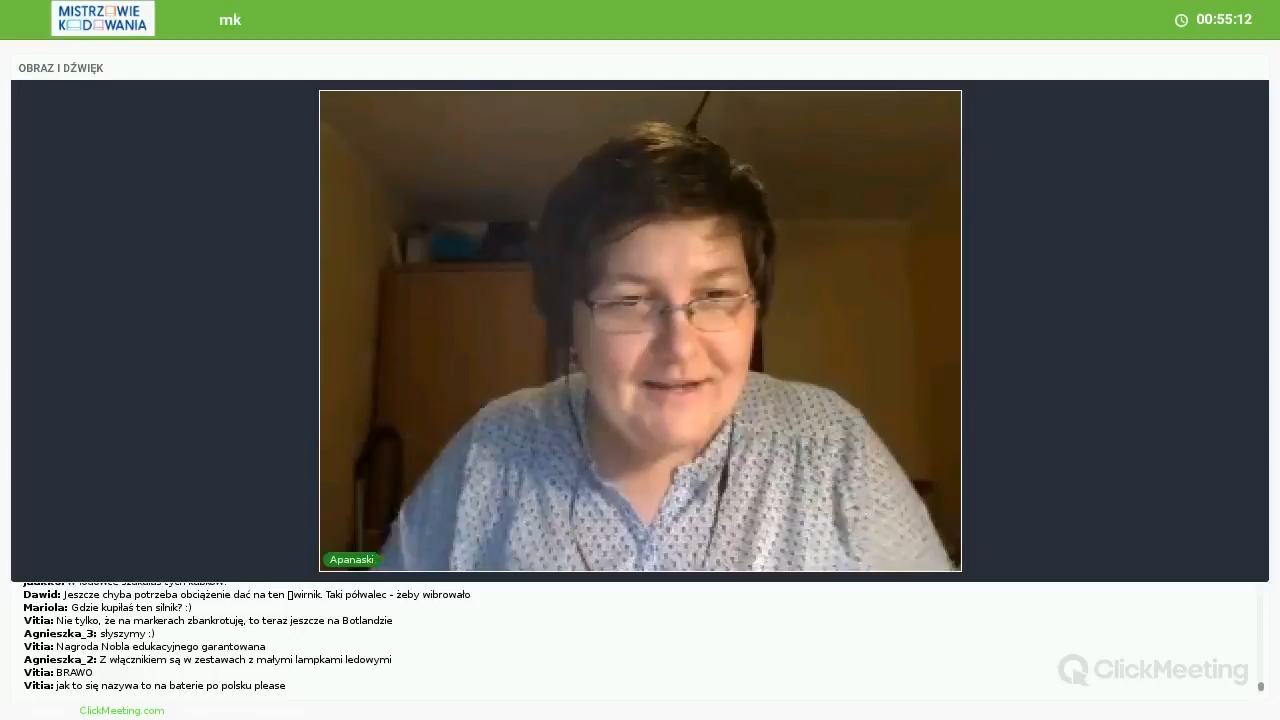 MISTRZOWIE
KODOWANIA
mk
00:55:12
OBRAZ I DŹWIĘK
Apanaski
Dawid: Jeszcze chyba potrzeba obciążenie dać na ten []wirnik. Taki półwalec - żeby wibrowało
Mariola: Gdzie kupiłaś ten silnik? :)
Vitia: Nie tylko, że na markerach zbankrotuję, to teraz jeszcze na Botlandzie
Agnieszka_3: słyszymy :)
Vitia: Nagroda Nobla edukacyjnego garantowana
Agnieszka_2: Z włącznikiem są w zestawach z małymi lampkami ledowymi
Vitia: BRAWO
Vitia: jak to się nazywa to na baterie po polsku please
ClickMeeting
ClickMeeting.com